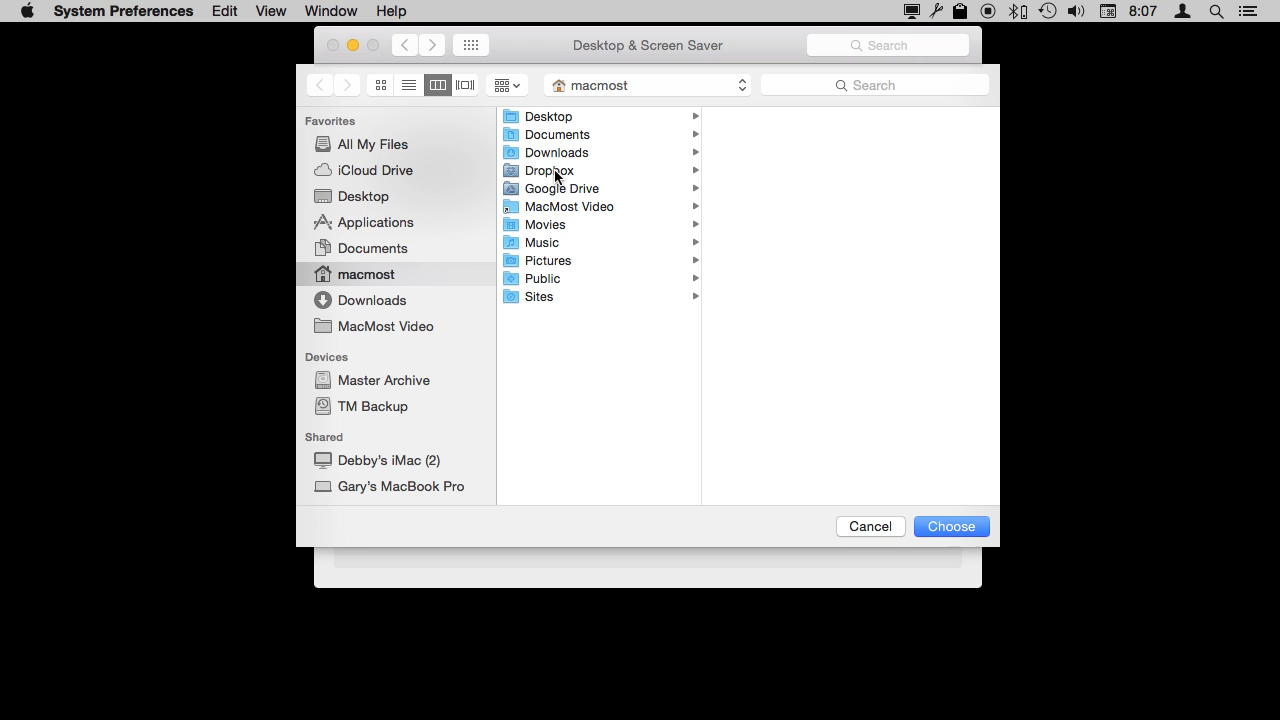 System Preferences Edit View Window Help 8:07
Desktop & Screen Saver Search
macmost Search
Favorites
All My Files
iCloud Drive
Desktop
Applications
Documents
macmost
Downloads
MacMost Video
Devices
Master Archive
TM Backup
Shared
Debby's iMac (2)
Gary's MacBook Pro
Desktop
Documents
Downloads
Dropbox
Google Drive
MacMost Video
Movies
Music
Pictures
Public
Sites
Cancel Choose